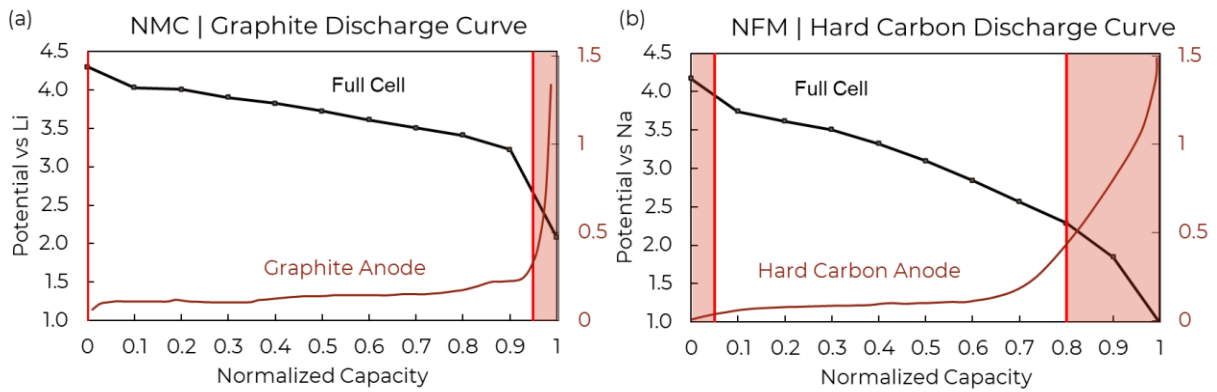 (a)
NMC | Graphite Discharge Curve
4.5
4.0
3.5
3.0
2.5
2.0
1.5
1.0
Potential vs Li
Full Cell
Graphite Anode
1.5
1
0.5
0
0 0.1 0.2 0.3 0.4 0.5 0.6 0.7 0.8 0.9 1
Normalized Capacity
(b)
NFM | Hard Carbon Discharge Curve
4.5
4.0
3.5
3.0
2.5
2.0
1.5
1.0
Potential vs Na
Full Cell
Hard Carbon Anode
1.5
1
0.5
0
0 0.1 0.2 0.3 0.4 0.5 0.6 0.7 0.8 0.9 1
Normalized Capacity